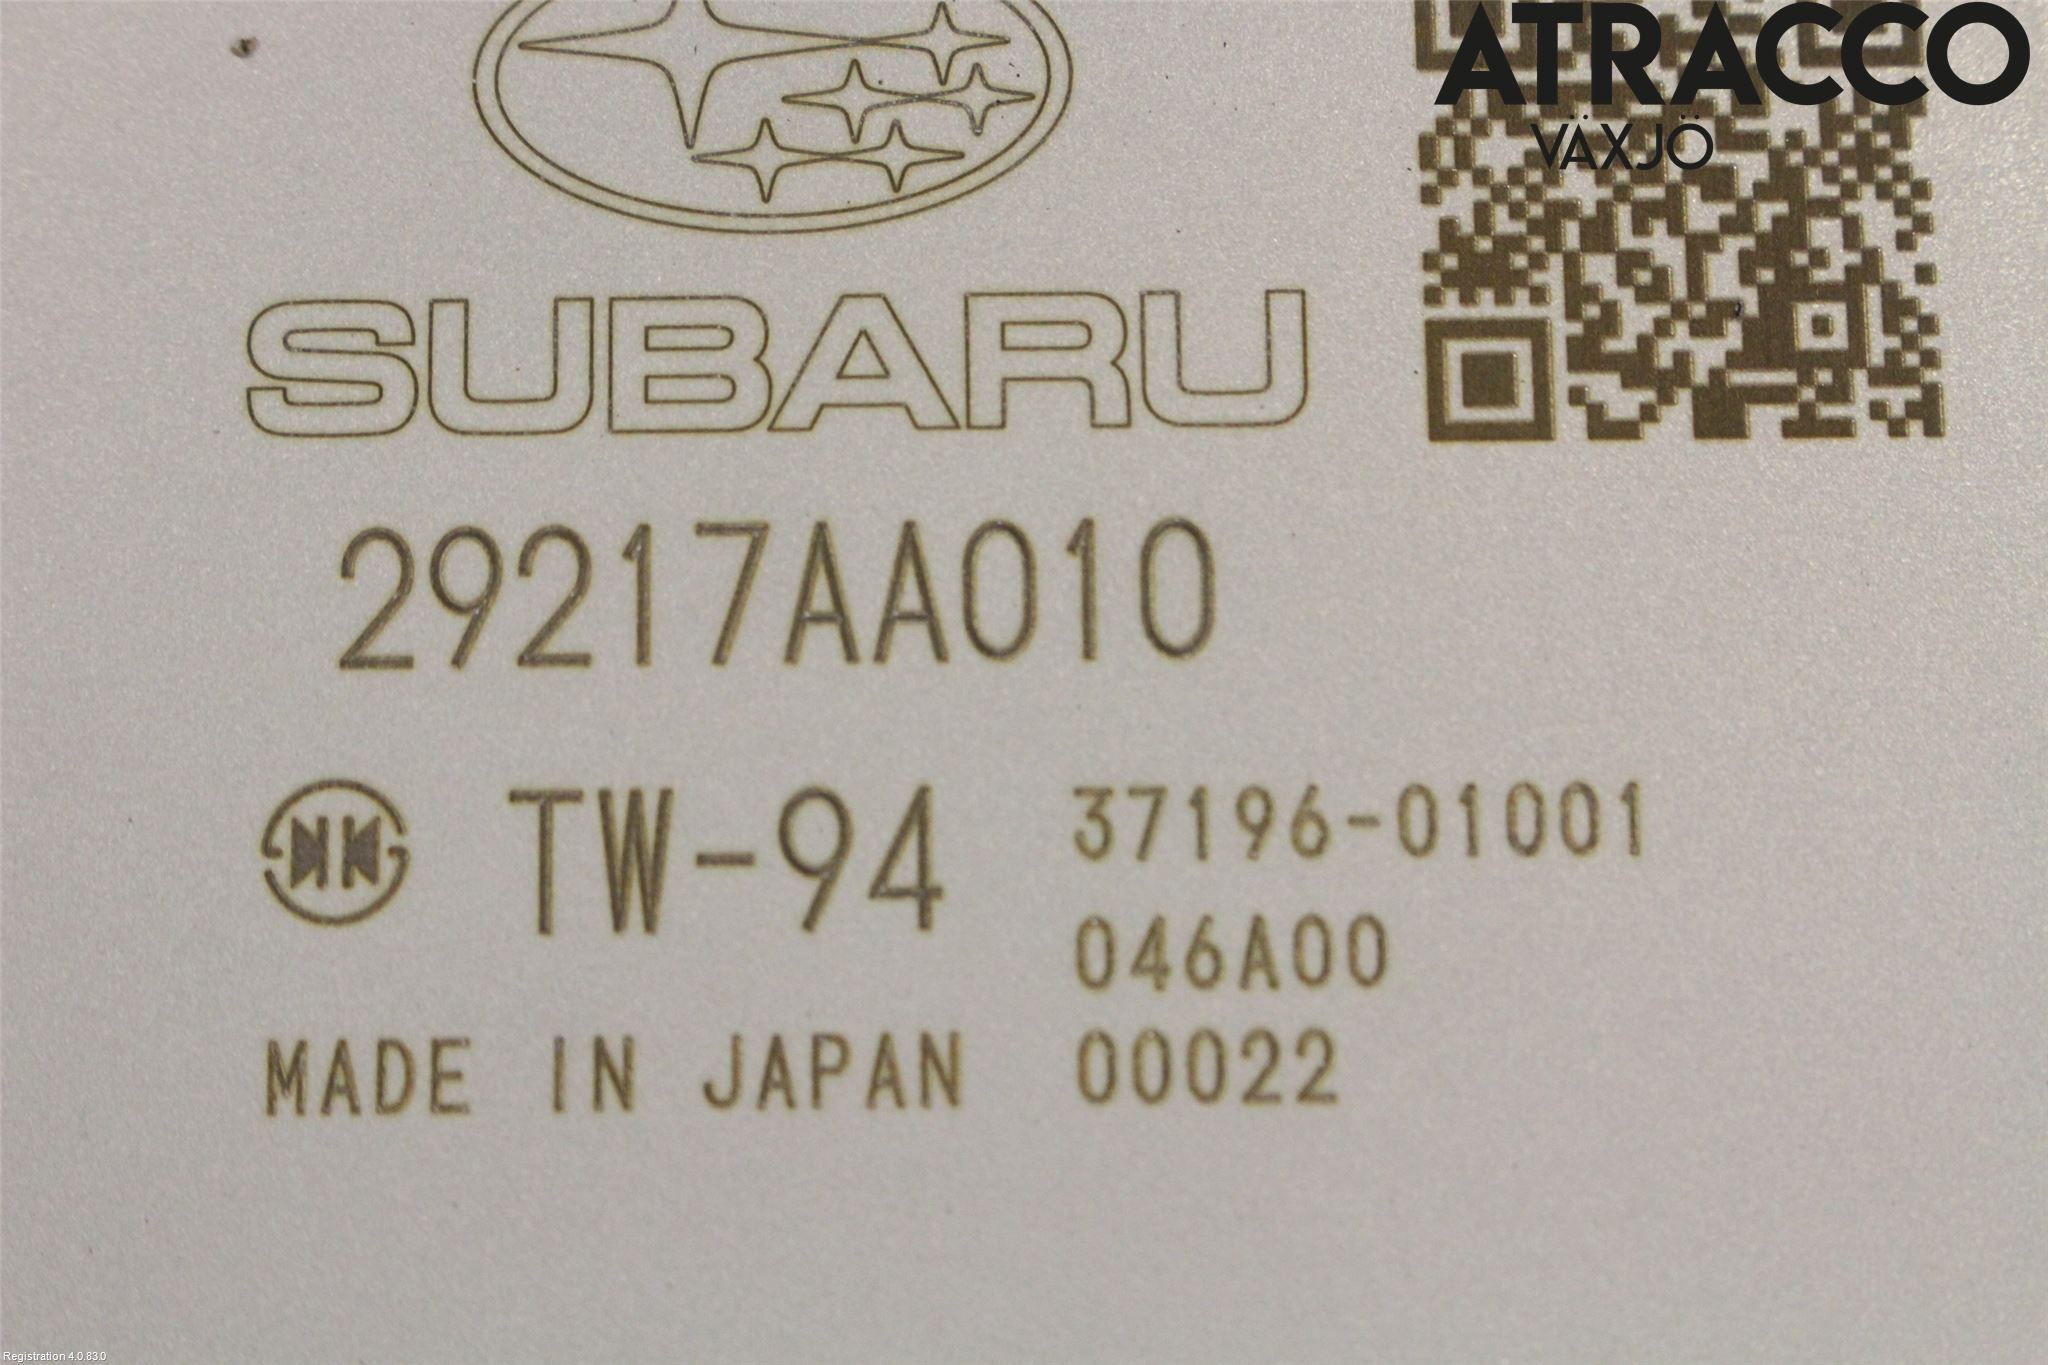 ATRACCO
VÄXJÖ
SUBARU
29217AA010
TW-94
37196-01001
046A00
MADE IN JAPAN
00022
Registration 4.0.83.0